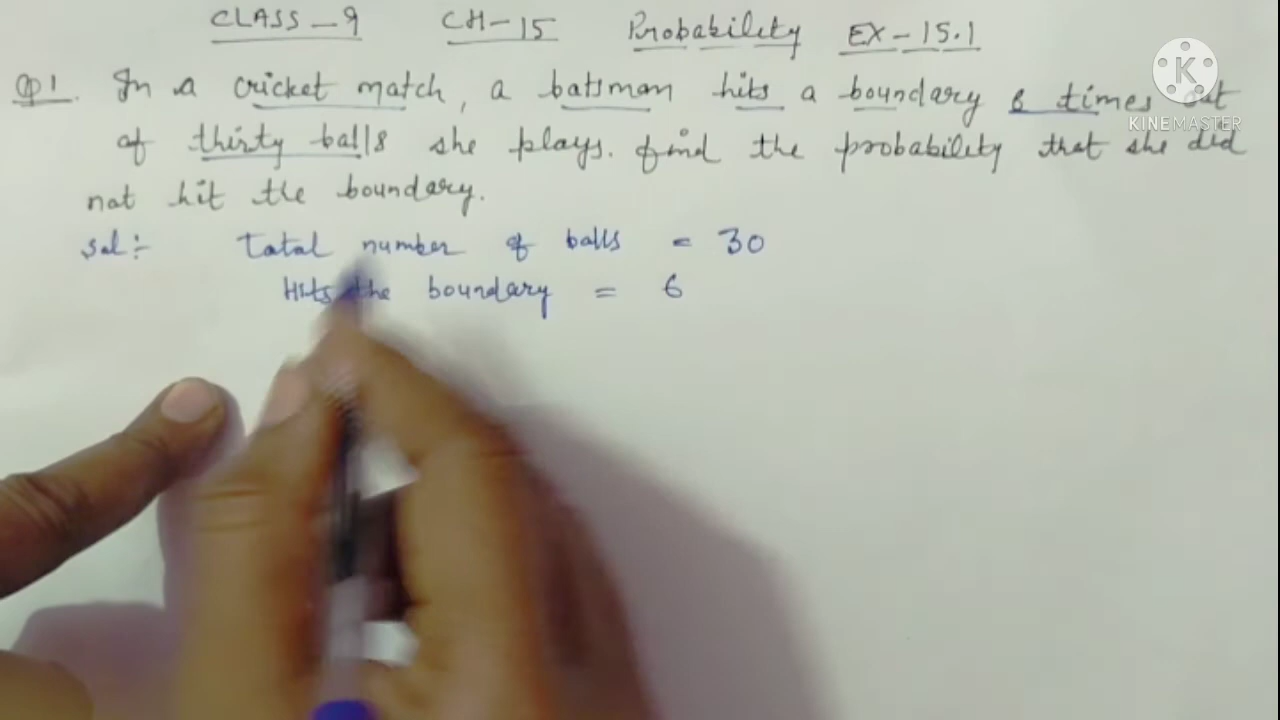 CLASS - 9 CH - 15 Probability EX - 15.1
Q1. In a cricket match, a batsman hits a boundary 6 times out
of thirty balls she plays. find the probability that she did
not hit the boundary.
Sol:- Total number of balls = 30
Hits the boundary = 6
K
KINEMASTER